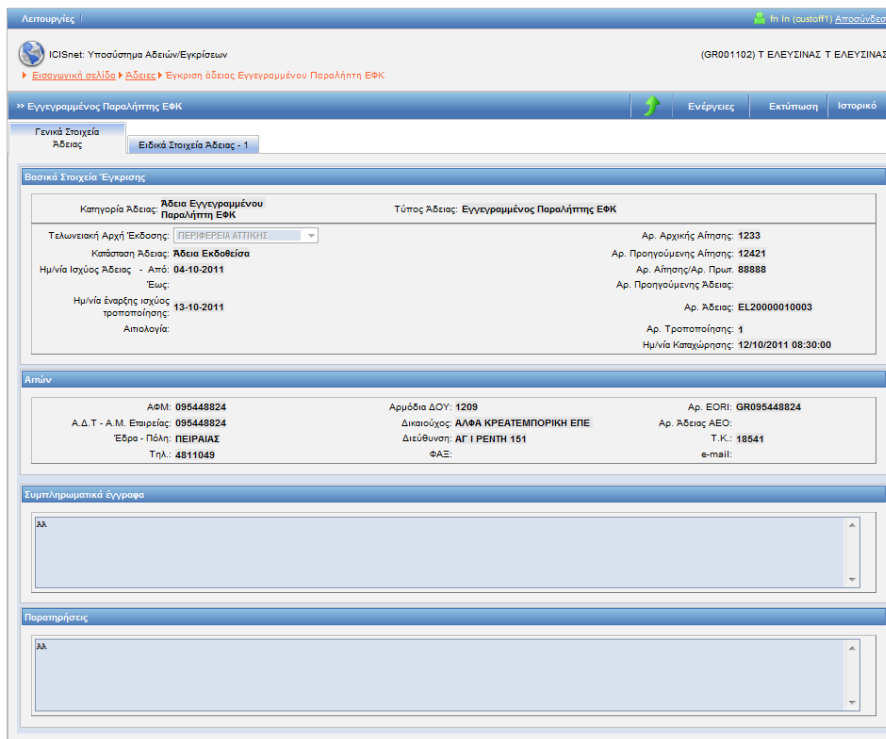 Λειτουργίες
fn ln (custoff1) Αποσύνδεσ
ICISnet: Υποσύστημα Αδειών/Εγκρίσεων
(GR001102) Τ ΕΛΕΥΣΙΝΑΣ Τ ΕΛΕΥΣΙΝΑΣ
Εισαγωγική σελίδα Άδειες Έγκριση άδειας Εγγεγραμμένου Παραλήπτη ΕΦΚ
>> Εγγεγραμμένος Παραλήπτης ΕΦΚ
Ενέργειες Εκτύπωση Ιστορικό
Γενικά Στοιχεία
Άδειας
Ειδικά Στοιχεία Άδειας - 1
Βασικά Στοιχεία Έγκρισης
Κατηγορία Άδειας: Άδεια Εγγεγραμμένου
Παραλήπτη ΕΦΚ
Τύπος Άδειας: Εγγεγραμμένος Παραλήπτης ΕΦΚ
Τελωνειακή Αρχή Έκδοσης: ΠΕΡΙΦΕΡΕΙΑ ΑΤΤΙΚΗΣ
Αρ. Αρχικής Αίτησης: 1233
Κατάσταση Άδειας: Άδεια Εκδοθείσα
Αρ. Προηγούμενης Αίτησης: 12421
Ημ/νία Ισχύος Άδειας - Από: 04-10-2011
Αρ. Αίτησης/Αρ. Πρωτ. 88888
Έως:
Αρ. Προηγούμενης Άδειας:
Ημ/νία έναρξης ισχύος
τροποποίησης: 13-10-2011
Αρ. Άδειας: EL20000010003
Αιτιολογία:
Αρ. Τροποποίησης: 1
Ημ/νία Καταχώρησης: 12/10/2011 08:30:00
Αιτών
ΑΦΜ: 095448824
Αρμόδια ΔΟΥ: 1209
Αρ. EORI: GR095448824
Α.Δ.Τ - Α.Μ. Εταιρείας: 095448824
Δικαιούχος: ΑΛΦΑ ΚΡΕΑΤΕΜΠΟΡΙΚΗ ΕΠΕ
Αρ. Άδειας ΑΕΟ:
Έδρα - Πόλη: ΠΕΙΡΑΙΑΣ
Διεύθυνση: ΑΓ Ι ΡΕΝΤΗ 151
Τ.Κ.: 18541
Τηλ.: 4811049
ΦΑΞ:
e-mail:
Συμπληρωματικά έγγραφα
λλ
Παρατηρήσεις
λλ